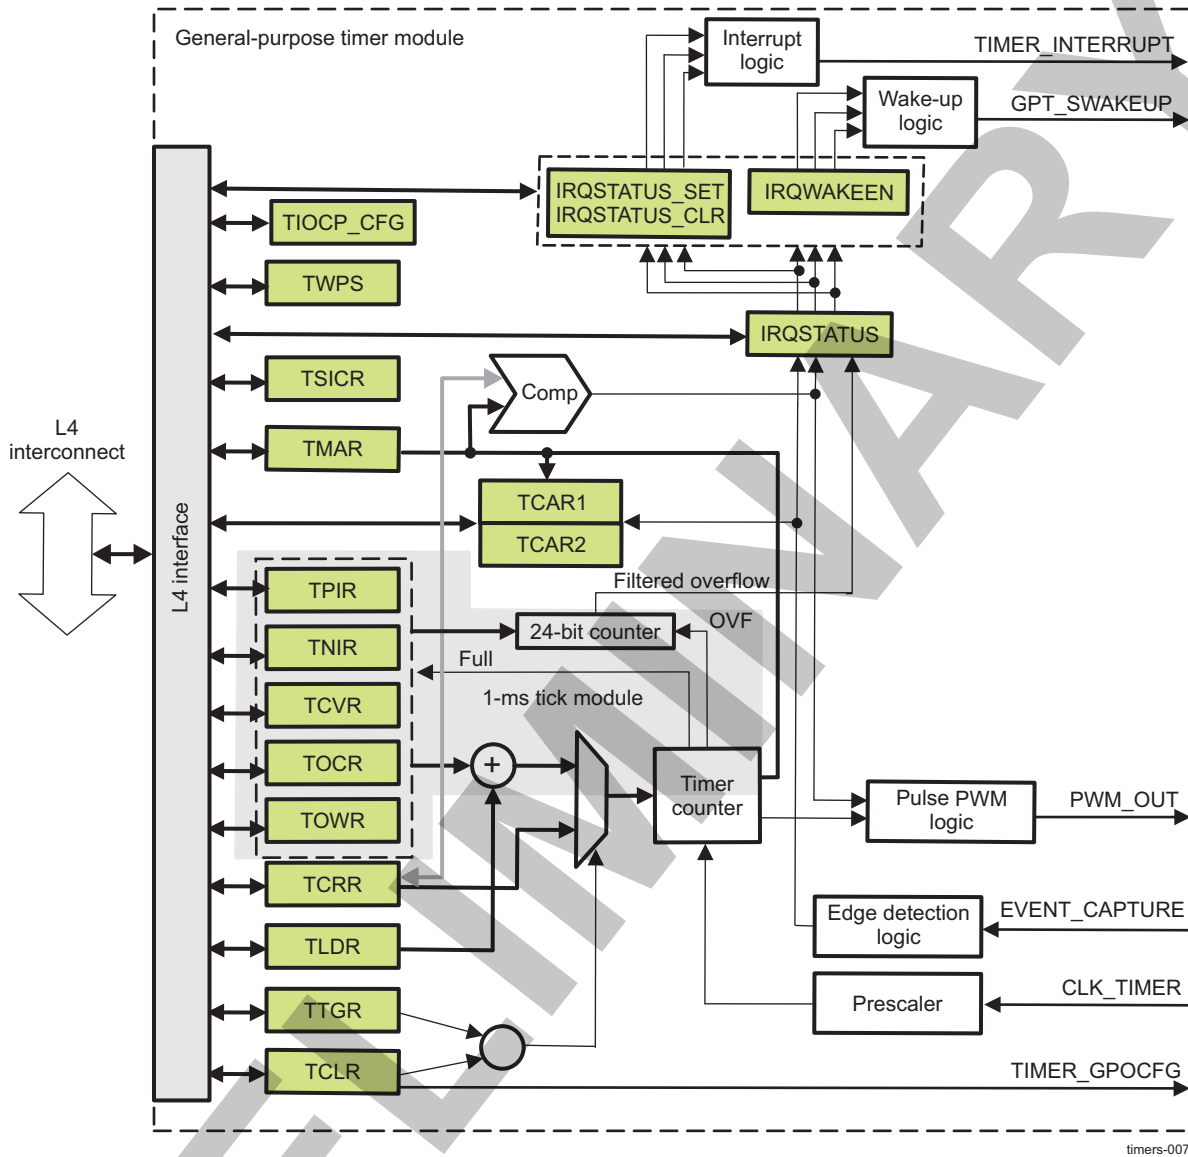 General-purpose timer module
Interrupt
logic
TIMER_INTERRUPT
Wake-up
logic
GPT_SWAKEUP
IRQSTATUS_SET
IRQSTATUS_CLR
IRQWAKEEN
TIOCP_CFG
TWPS
IRQSTATUS
TSICR
Comp
L4
interconnect
TMAR
L4 interface
TCAR1
TCAR2
TPIR
Filtered overflow
24-bit counter
OVF
TNIR
Full
TCVR
1-ms tick module
TOCR
+
Timer
counter
TOWR
Pulse PWM
logic
PWM_OUT
TCRR
TLDR
Edge detection
logic
EVENT_CAPTURE
TTGR
Prescaler
CLK_TIMER
TCLR
TIMER_GPOCFG
timers-007